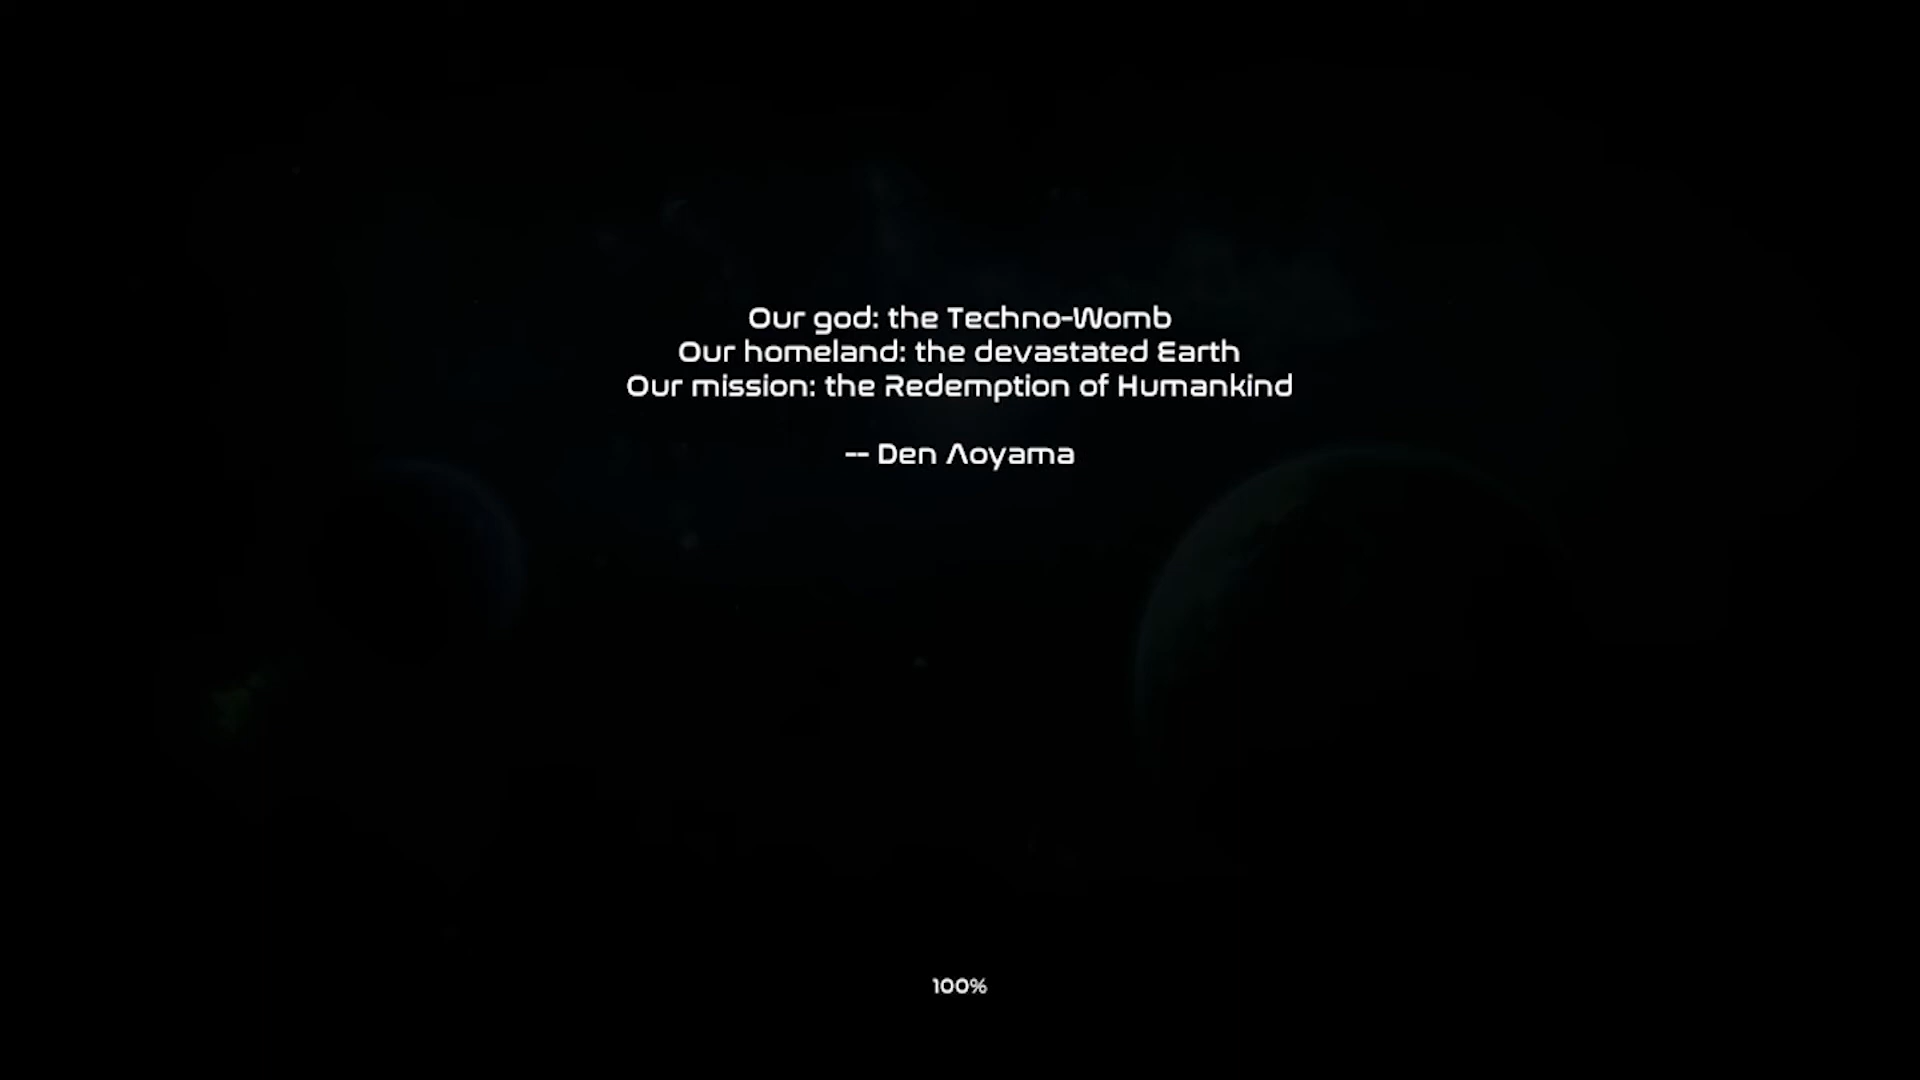 Our god: the Techno-Womb
Our homeland: the devastated Earth
Our mission: the Redemption of Humankind
-- Den Aoyama
100%